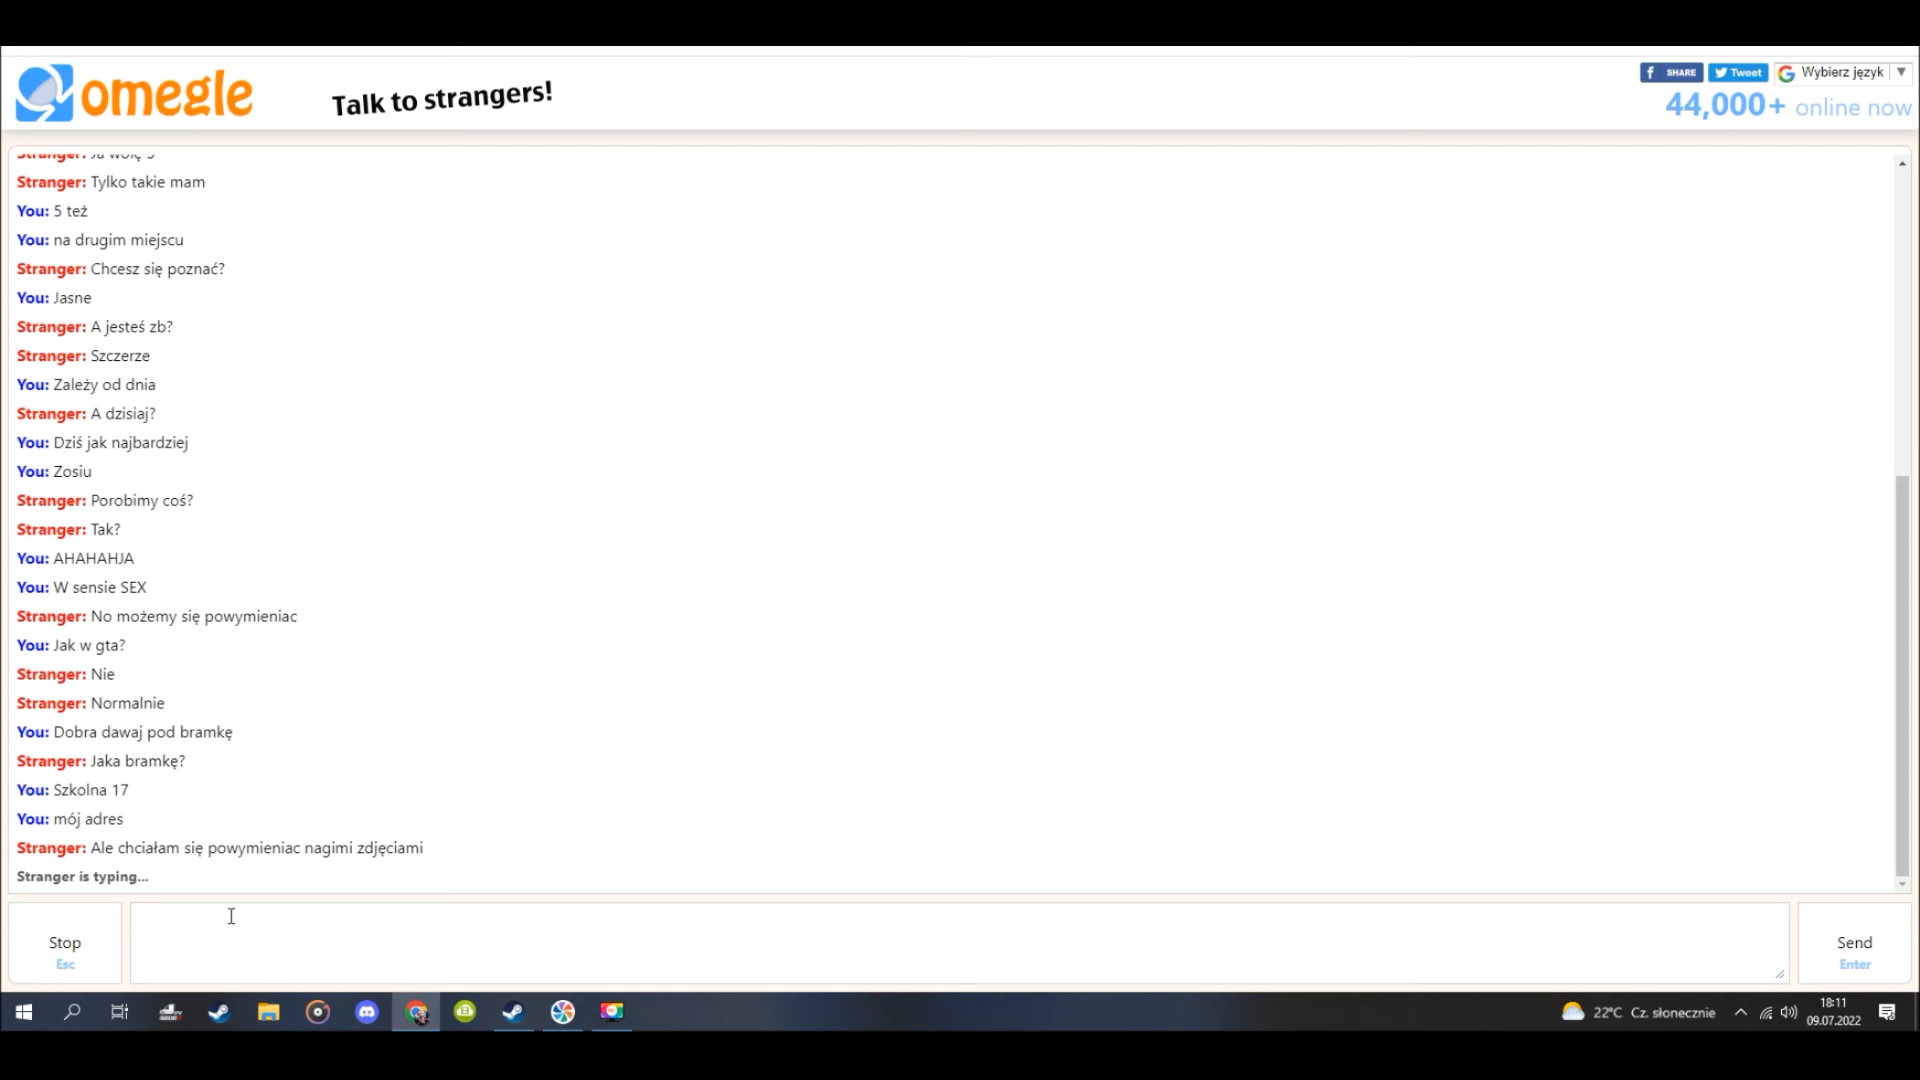 omegle
Talk to strangers!
SHARE
Tweet
Wybierz język
44,000+ online now
Stranger: Ja wolę 5
Stranger: Tylko takie mam
You: 5 też
You: na drugim miejscu
Stranger: Chcesz się poznać?
You: Jasne
Stranger: A jesteś zb?
Stranger: Szczerze
You: Zależy od dnia
Stranger: A dzisiaj?
You: Dziś jak najbardziej
You: Zosiu
Stranger: Porobimy coś?
Stranger: Tak?
You: AHAHAHJA
You: W sensie SEX
Stranger: No możemy się powymieniac
You: Jak w gta?
Stranger: Nie
Stranger: Normalnie
You: Dobra dawaj pod bramkę
Stranger: Jaka bramkę?
You: Szkolna 17
You: mój adres
Stranger: Ale chciałam się powymieniac nagimi zdjęciami
Stranger is typing...
Stop
Esc
Send
Enter
22°C Cz. słonecznie
18:11
09.07.2022